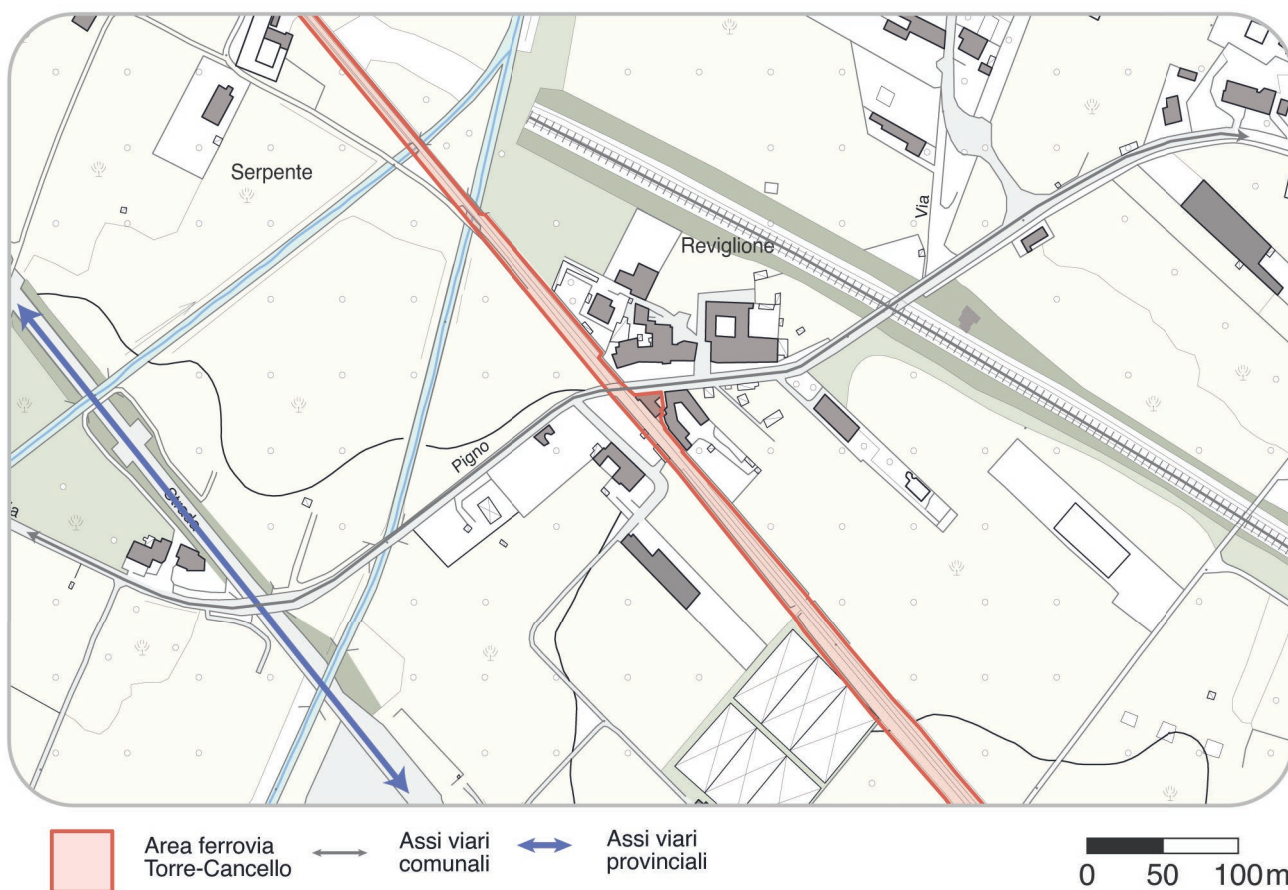 Serpente
Via
Reviglione
Pigno
Strada
Area ferrovia
Torre-Cancello
Assi viari
comunali
Assi viari
provinciali
0 50 100m